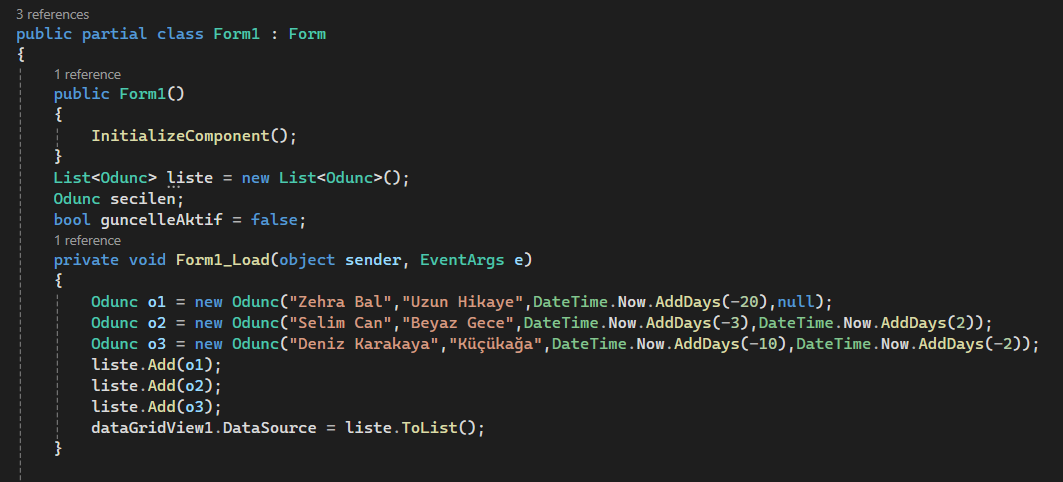 3 references
public partial class Form1 : Form
{
1 reference
public Form1()
{
InitializeComponent();
}
List<Odunc> liste = new List<Odunc>();
Odunc secilen;
bool guncelleAktif = false;
1 reference
private void Form1_Load(object sender, EventArgs e)
{
Odunc o1 = new Odunc("Zehra Bal","Uzun Hikaye",DateTime.Now.AddDays(-20),null);
Odunc o2 = new Odunc("Selim Can","Beyaz Gece",DateTime.Now.AddDays(-3),DateTime.Now.AddDays(2));
Odunc o3 = new Odunc("Deniz Karakaya","Küçükağa",DateTime.Now.AddDays(-10),DateTime.Now.AddDays(-2));
liste.Add(o1);
liste.Add(o2);
liste.Add(o3);
dataGridView1.DataSource = liste.ToList();
}